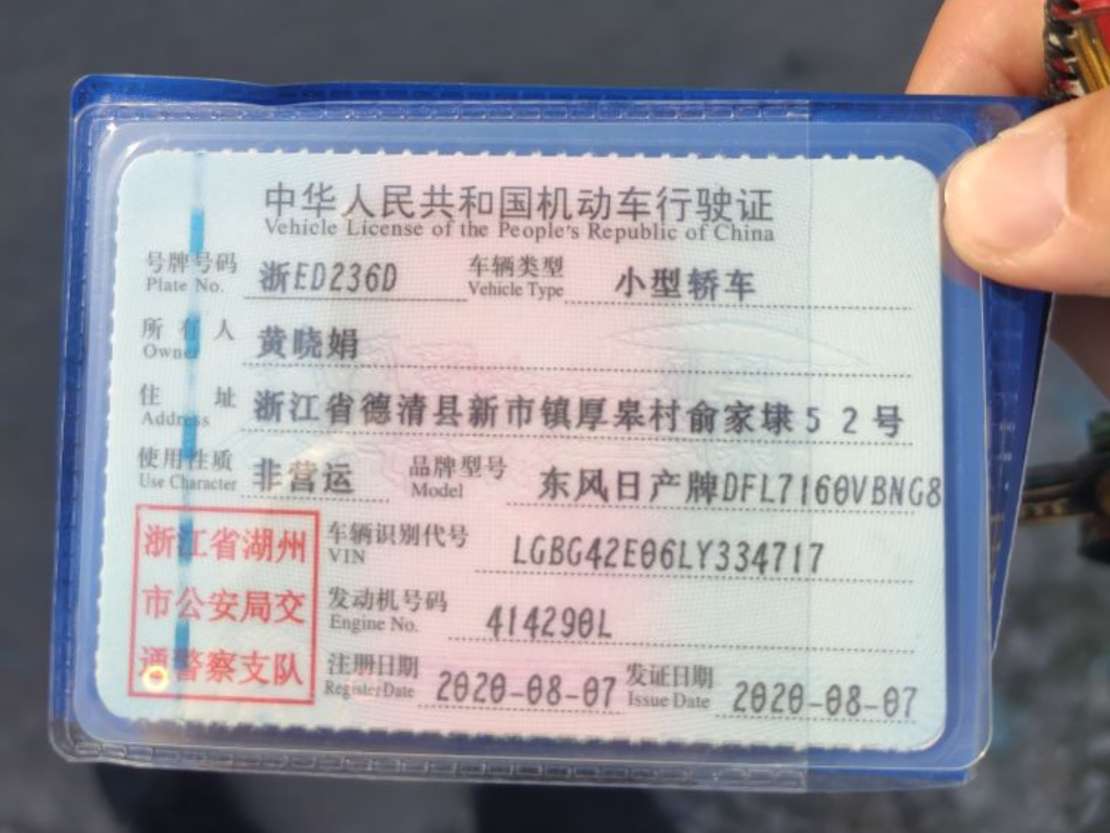 中华人民共和国机动车行驶证
Vehicle License of the People's Republic of China
号牌号码 浙ED236D 车辆类型 小型轿车
Plate No. Vehicle Type
所有人 黄晓娟
Owner
住址 浙江省德清县新市镇厚皋村俞家埭52号
Address
使用性质 非营运 品牌型号 东风日产牌DFL7160VBNG8
Use Character Model
浙江省湖州 车辆识别代号 LGBG42E06LY334717
VIN
市公安局交 发动机号码 414290L
Engine No.
通警察支队 注册日期 2020-08-07 发证日期 2020-08-07
Register Date Issue Date